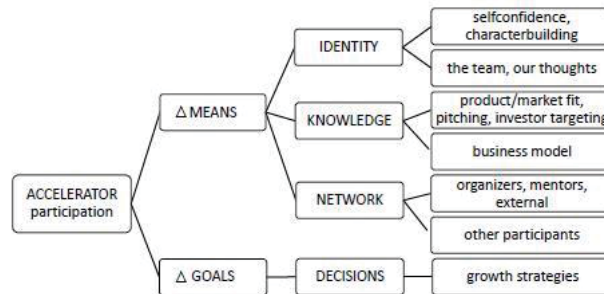 selfconfidence,
characterbuilding
IDENTITY
the team, our thoughts
Δ MEANS
product/market fit,
pitching, investor targeting
KNOWLEDGE
business model
ACCELERATOR
participation
organizers, mentors,
external
NETWORK
other participants
Δ GOALS
DECISIONS
growth strategies